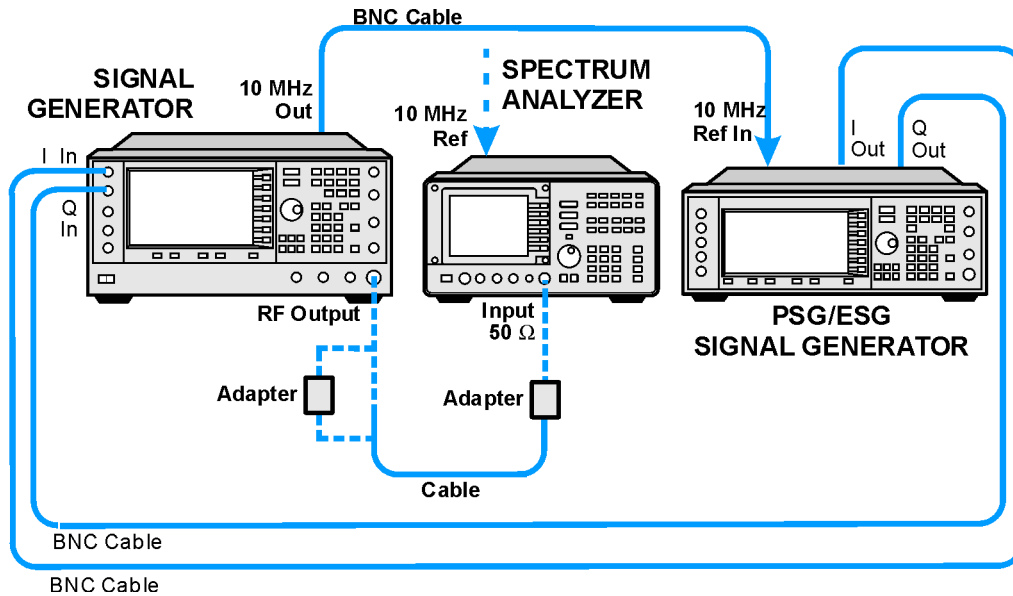 BNC Cable
SIGNAL
GENERATOR
10 MHz
Out
SPECTRUM
ANALYZER
10 MHz
Ref
10 MHz
Ref In
I
Out
Q
Out
I In
Q
In
RF Output
Input
50 Ω
PSG/ESG
SIGNAL GENERATOR
Adapter
Adapter
Cable
BNC Cable
BNC Cable